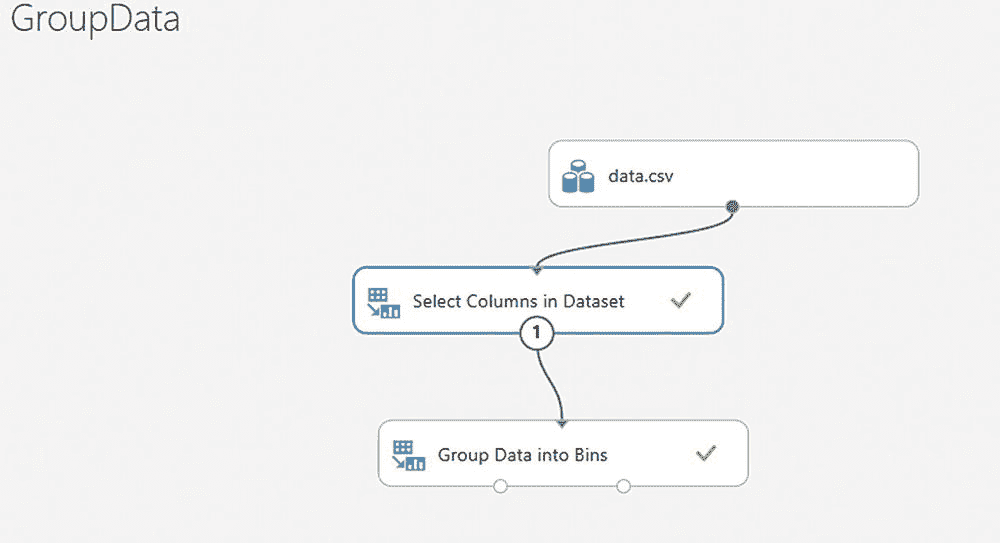 GroupData
data.csv
Select Columns in Dataset
1
Group Data into Bins